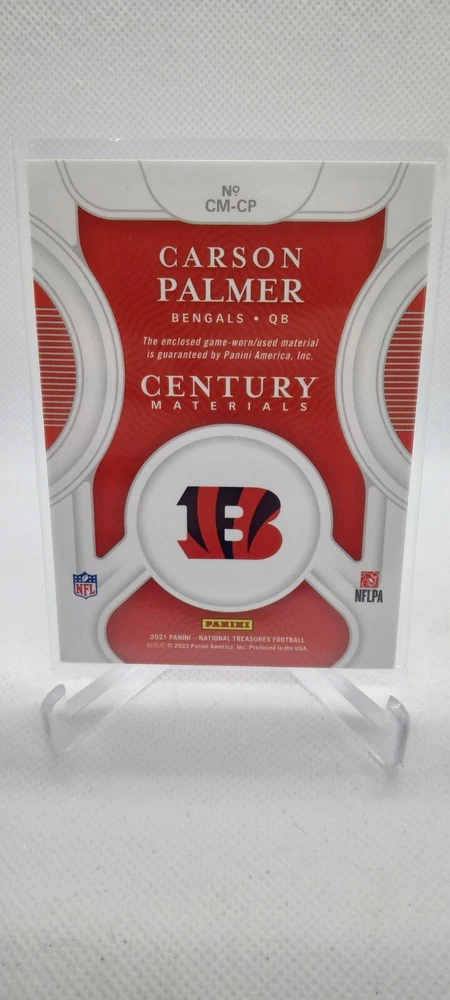 Nº
CM-CP
CARSON
PALMER
BENGALS • QB
The enclosed game-worn/used material
is guaranteed by Panini America, Inc.
CENTURY
MATERIALS
B
NFL
NFLPA
PANINI
2021 PANINI - NATIONAL TREASURES FOOTBALL
© 2022 Panini America, Inc. Produced in the USA.